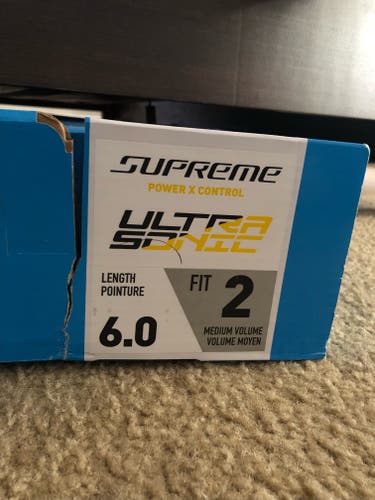 SUPREME
POWER X CONTROL
ULTRA
SONIC
LENGTH
POINTURE
6.0
FIT 2
MEDIUM VOLUME
VOLUME MOYEN